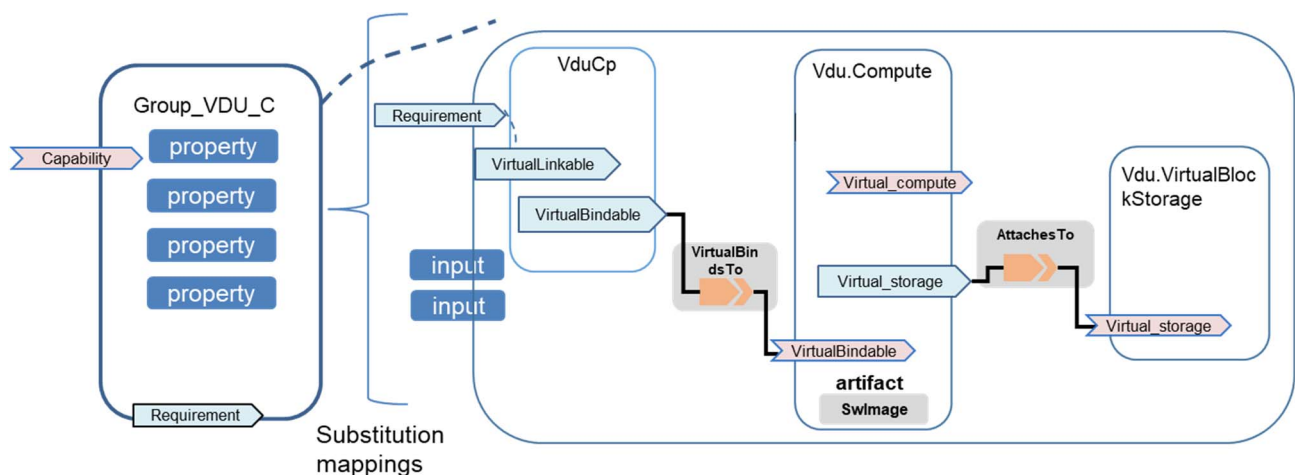 Group_VDU_C
Capability
property
property
property
property
Requirement
Substitution
mappings
VduCp
Requirement
VirtualLinkable
VirtualBindable
input
input
VirtualBin
dsTo
Vdu.Compute
Virtual_compute
Virtual_storage
VirtualBindable
artifact
SwImage
AttachesTo
Vdu.VirtualBloc
kStorage
Virtual_storage